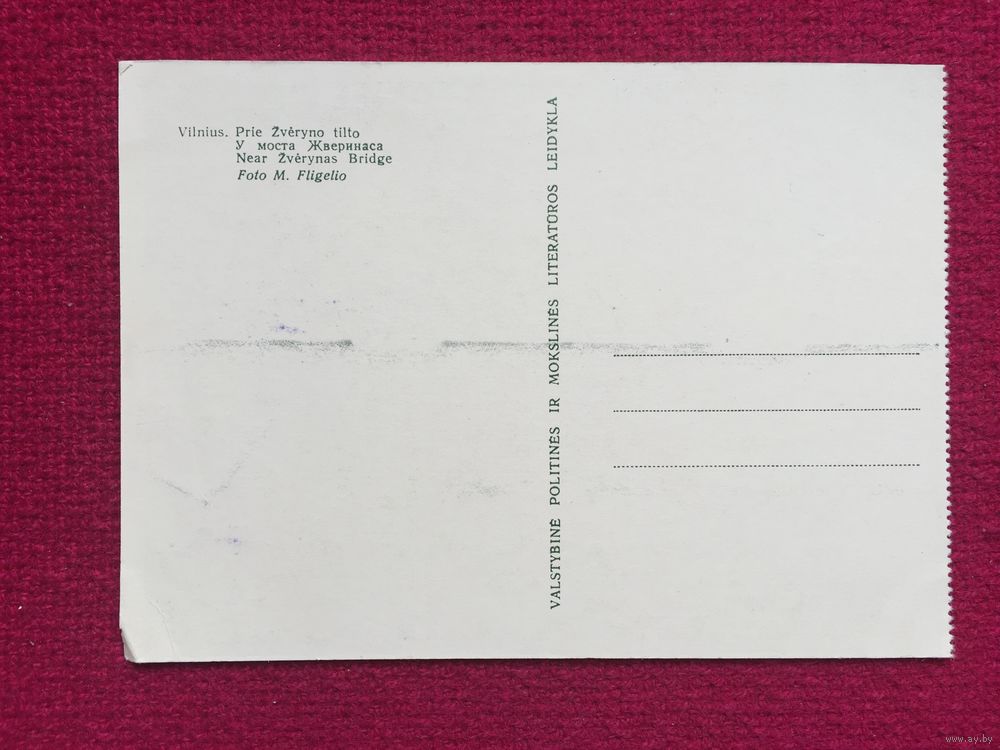 Vilnius. Prie Žvėryno tilto
У моста Жверинаса
Near Žvėrynas Bridge
Foto M. Fligelio
VALSTYBINĖ POLITINĖS IR MOKSLINĖS LITERATŪROS LEIDYKLA
www.ay.by